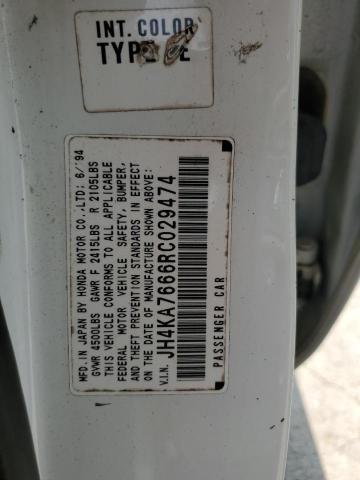 INT. COLOR
TYPE
MFD. IN JAPAN BY HONDA MOTOR CO.,LTD: 6/'94
GVWR 4500LBS GAWR F 2415LBS R 2105LBS
THIS VEHICLE CONFORMS TO ALL APPLICABLE
FEDERAL MOTOR VEHICLE SAFETY, BUMPER,
AND THEFT PREVENTION STANDARDS IN EFFECT
ON THE DATE OF MANUFACTURE SHOWN ABOVE:
V.I.N. JH4KA7666RC029474
PASSENGER CAR